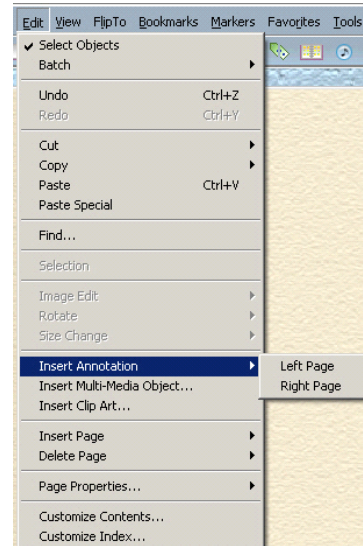 Edit View FlipTo Bookmarks Markers Favorites Tools
Select Objects
Batch
Undo Ctrl+Z
Redo Ctrl+Y
Cut
Copy
Paste Ctrl+V
Paste Special
Find...
Selection
Image Edit
Rotate
Size Change
Insert Annotation Left Page
Insert Multi-Media Object... Right Page
Insert Clip Art...
Insert Page
Delete Page
Page Properties...
Customize Contents...
Customize Index...